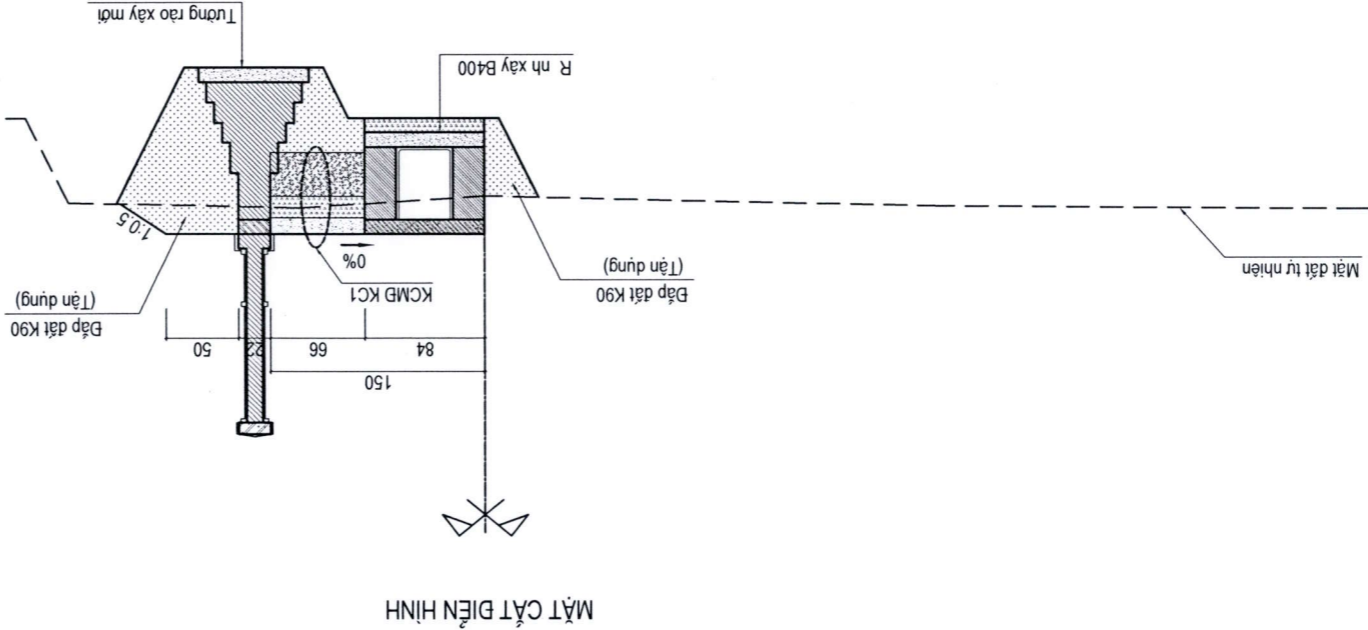 MẶT CẮT ĐIỂN HÌNH
150
84 66 22 50
Đắp đất K90
(Tận dụng)
Đắp đất K90
(Tận dụng)
KCMĐ KC1
Mặt đất tự nhiên
0%
1:0.5
R nh xây B400
Tường rào xây mới